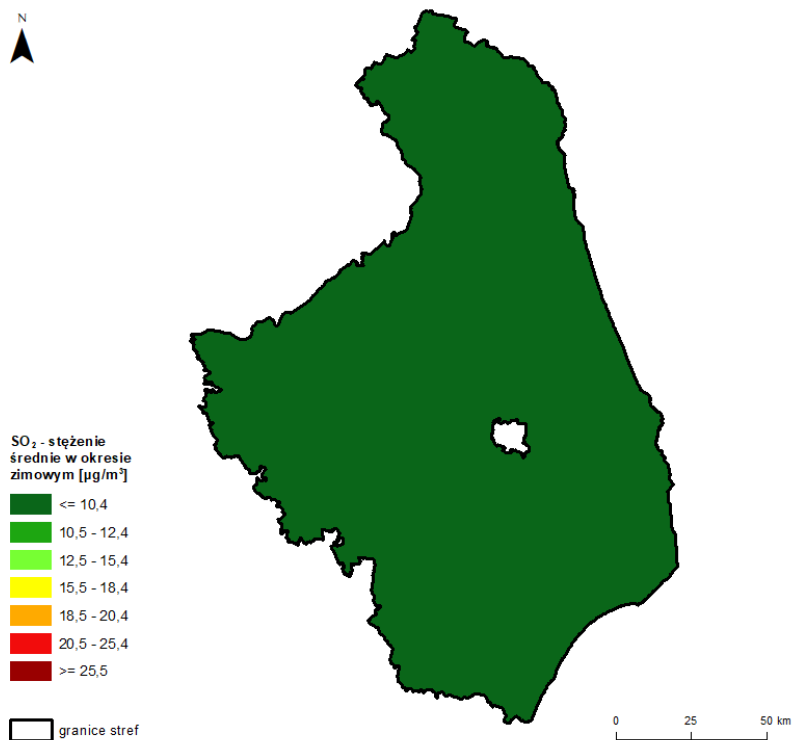 N
SO₂ - stężenie
średnie w okresie
zimowym [µg/m³]
<= 10,4
10,5 - 12,4
12,5 - 15,4
15,5 - 18,4
18,5 - 20,4
20,5 - 25,4
>= 25,5
granice stref
0 25 50 km